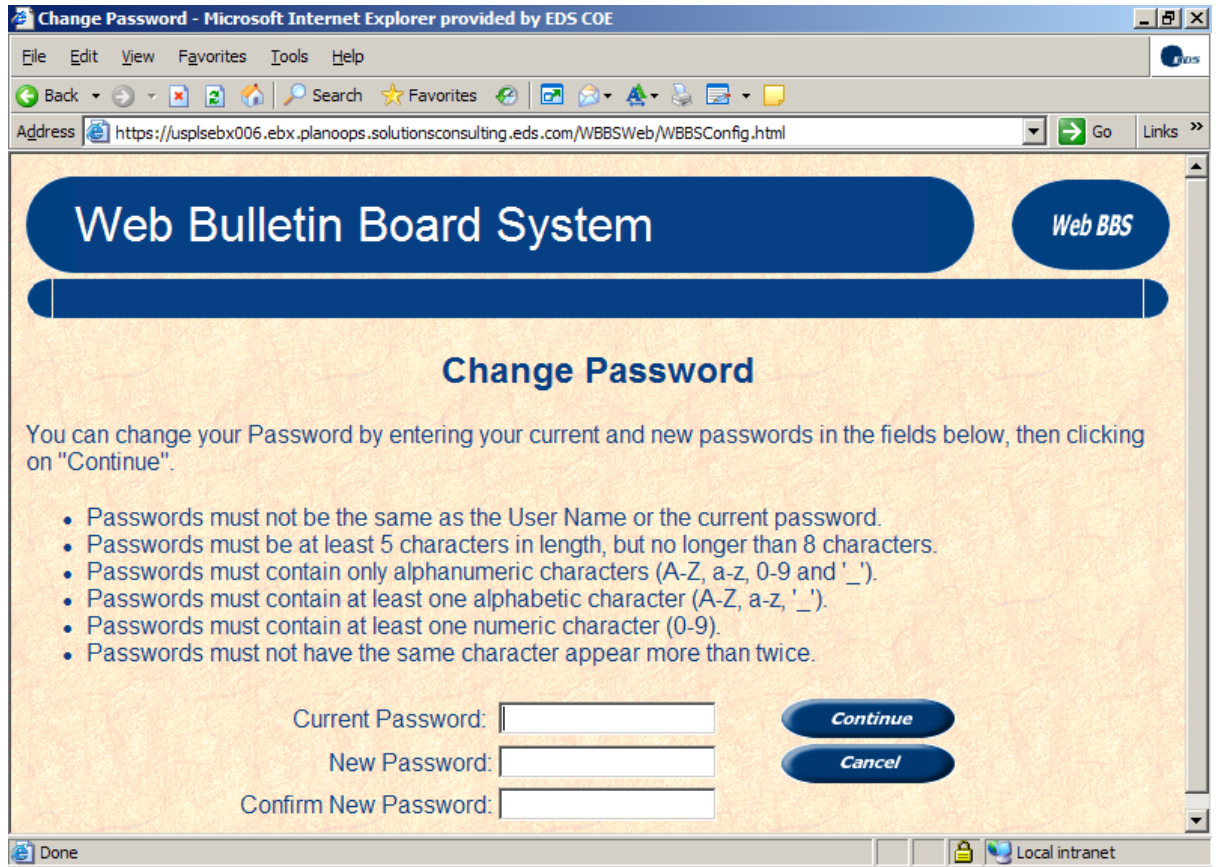 Change Password - Microsoft Internet Explorer provided by EDS COE
File Edit View Favorites Tools Help
EDS
Back Search Favorites
Address https://usplsebx006.ebx.planoops.solutionsconsulting.eds.com/WBBSWeb/WBBSConfig.html Go Links »
Web Bulletin Board System
Web BBS
Change Password
You can change your Password by entering your current and new passwords in the fields below, then clicking
on "Continue".
• Passwords must not be the same as the User Name or the current password.
• Passwords must be at least 5 characters in length, but no longer than 8 characters.
• Passwords must contain only alphanumeric characters (A-Z, a-z, 0-9 and '_').
• Passwords must contain at least one alphabetic character (A-Z, a-z, '_').
• Passwords must contain at least one numeric character (0-9).
• Passwords must not have the same character appear more than twice.
Current Password: Continue
New Password: Cancel
Confirm New Password:
Done Local intranet